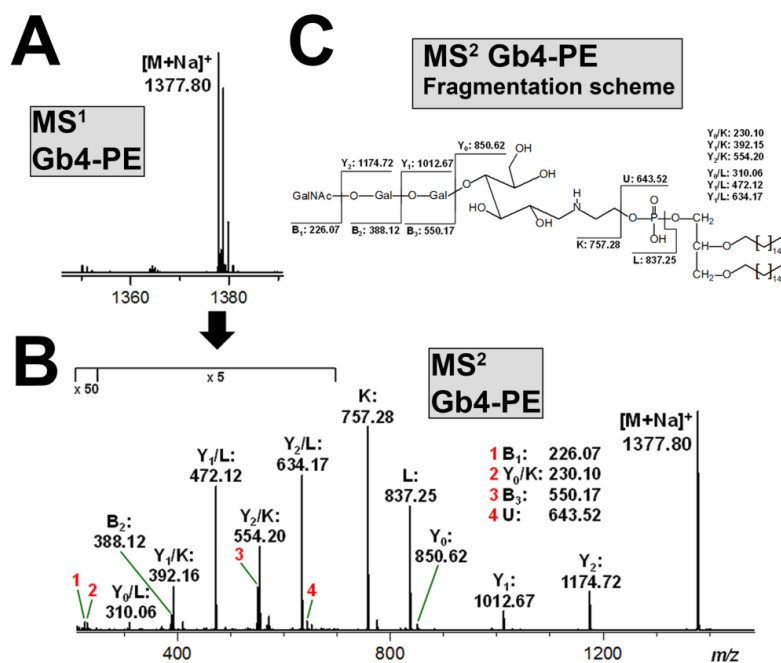 A
[M+Na]⁺
1377.80
MS¹
Gb4-PE
1360 1380
C
MS² Gb4-PE
Fragmentation scheme
Y₀/K: 230.10
Y₁/K: 392.15
Y₂/K: 554.20
Y₀/L: 310.06
Y₁/L: 472.12
Y₁/L: 634.17
Y₂: 1174.72 Y₁: 1012.67 Y₀: 850.62
OH
OH
GalNAc O Gal O Gal O
B₁: 226.07 B₂: 388.12 B₃: 550.17
HO
OH
OH
H
N
U: 643.52
O
O
P
O
OH
K: 757.28
L: 837.25
CH₂
CH O 14
CH₂ O 14
B
MS²
Gb4-PE
x 50 x 5
K:
757.28
[M+Na]⁺
1377.80
Y₂/L:
634.17
Y₁/L:
472.12
L:
837.25
1 B₁: 226.07
2 Y₀/K: 230.10
3 B₃: 550.17
4 U: 643.52
Y₂/K:
554.20
B₂:
388.12
Y₁/K:
392.16
Y₀/L:
310.06
1 2 3 4
Y₀:
850.62
Y₁:
1012.67
Y₂:
1174.72
400 800 1200 m/z